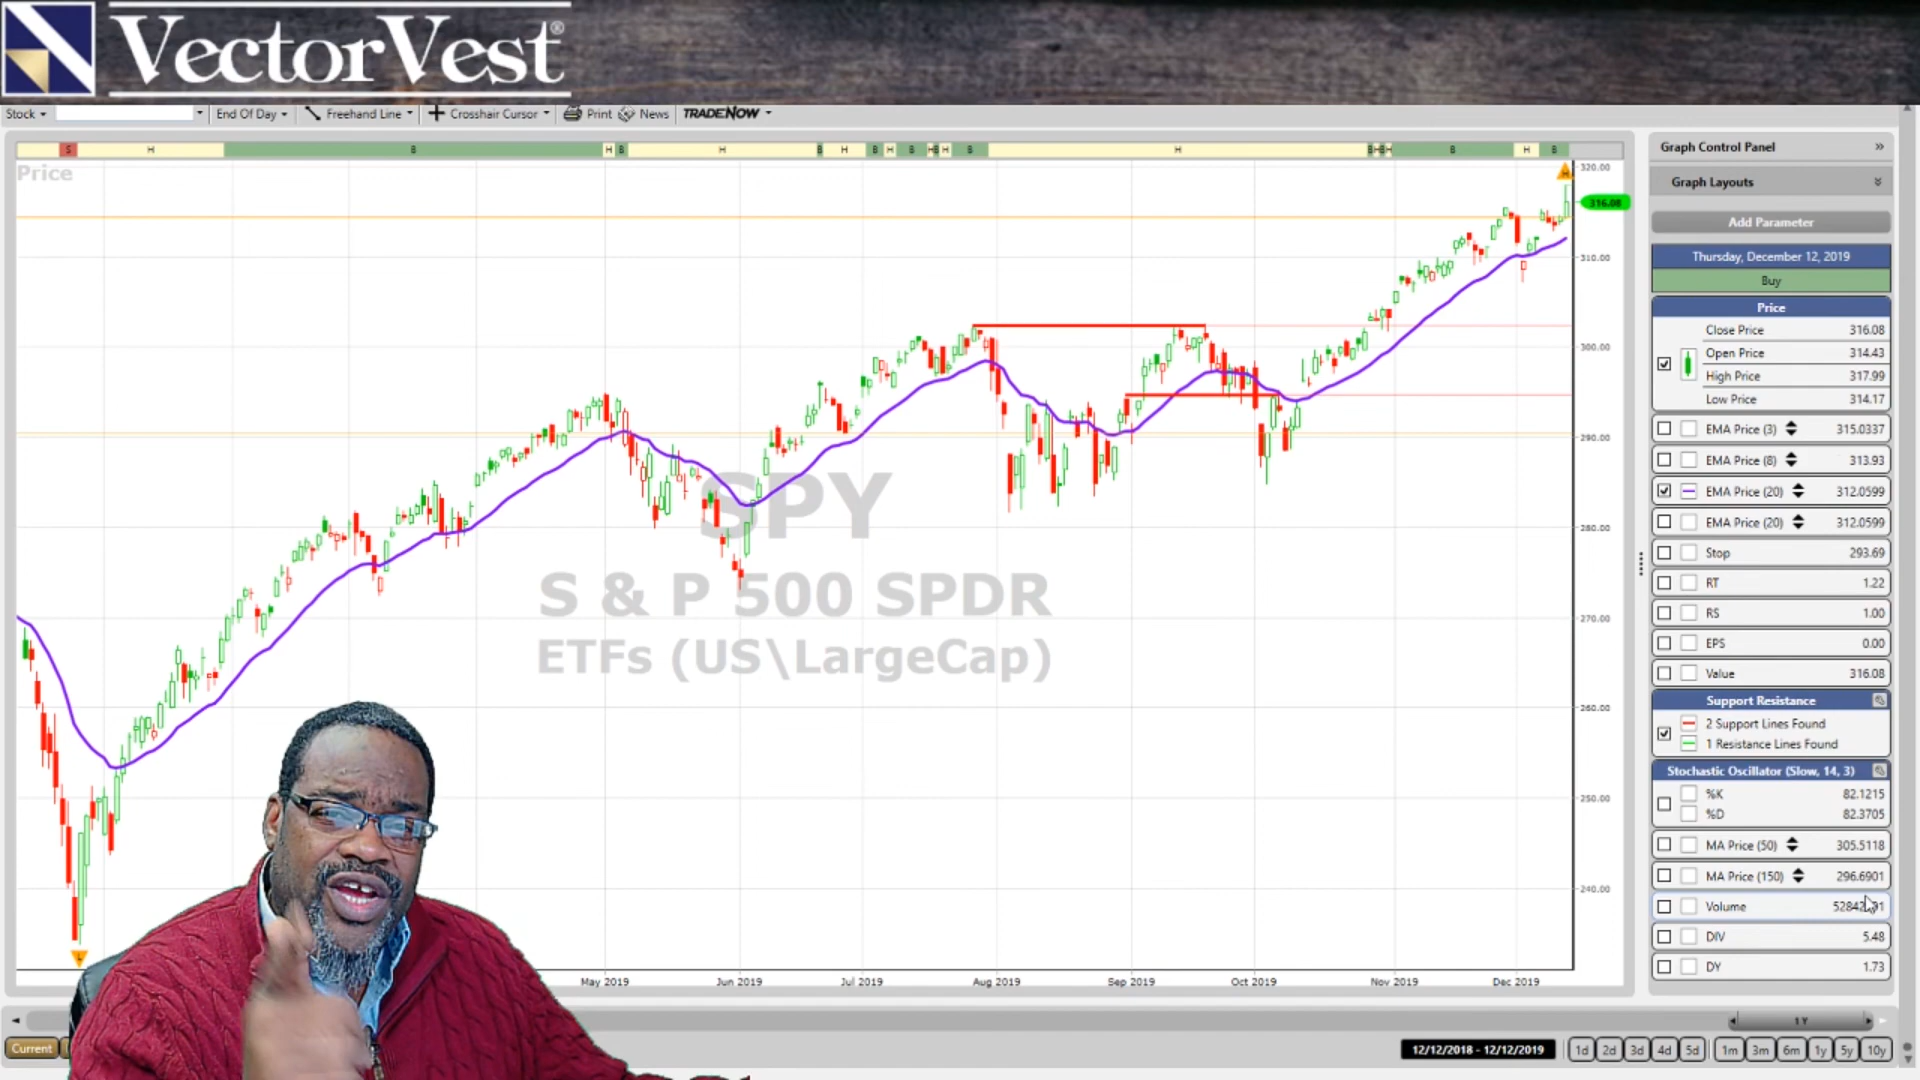 VectorVest®
Stock
End Of Day
Freehand Line
Crosshair Cursor
Print
News
TRADENOW
S H B H B H B H B H B H B H B H B H B H B H B
Price
SPY
S & P 500 SPDR
ETFs (US\LargeCap)
320.00
316.08
310.00
300.00
290.00
280.00
270.00
260.00
250.00
240.00
May 2019 Jun 2019 Jul 2019 Aug 2019 Sep 2019 Oct 2019 Nov 2019 Dec 2019
Graph Control Panel
Graph Layouts
Add Parameter
Thursday, December 12, 2019
Buy
Price
Close Price 316.08
Open Price 314.43
High Price 317.99
Low Price 314.17
EMA Price (3) 315.0337
EMA Price (8) 313.93
EMA Price (20) 312.0599
EMA Price (20) 312.0599
Stop 293.69
RT 1.22
RS 1.00
EPS 0.00
Value 316.08
Support Resistance
2 Support Lines Found
1 Resistance Lines Found
Stochastic Oscillator (Slow, 14, 3)
%K 82.1215
%D 82.3705
MA Price (50) 305.5118
MA Price (150) 296.6901
Volume
DIV 5.48
DY 1.73
1 Y
Current
12/12/2018 - 12/12/2019
1d 2d 3d 4d 5d 1m 3m 6m 1y 5y 10y